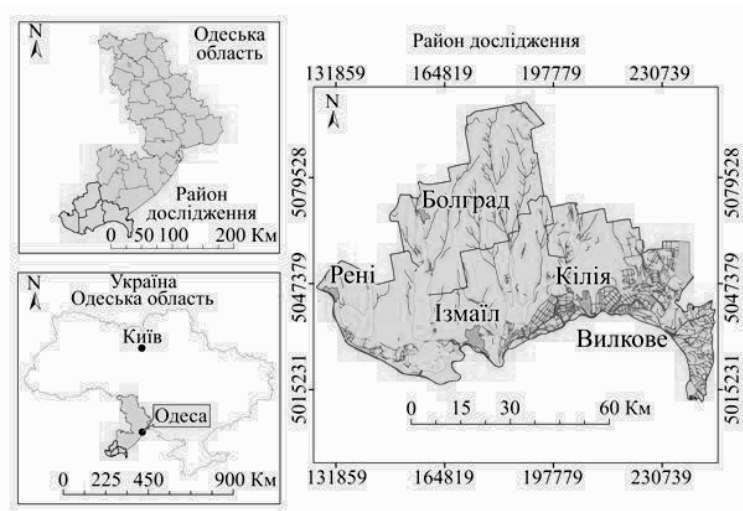 N
Одеська
область
Район
дослідження
0 50 100 200 Км
N
Україна
Одеська область
Київ
Одеса
0 225 450 900 Км
Район дослідження
131859 164819 197779 230739
N
5079528
5047379
5015231
5079528
5047379
5015231
Болград
Рені
Кілія
Ізмаїл
Вилкове
0 15 30 60 Км
131859 164819 197779 230739